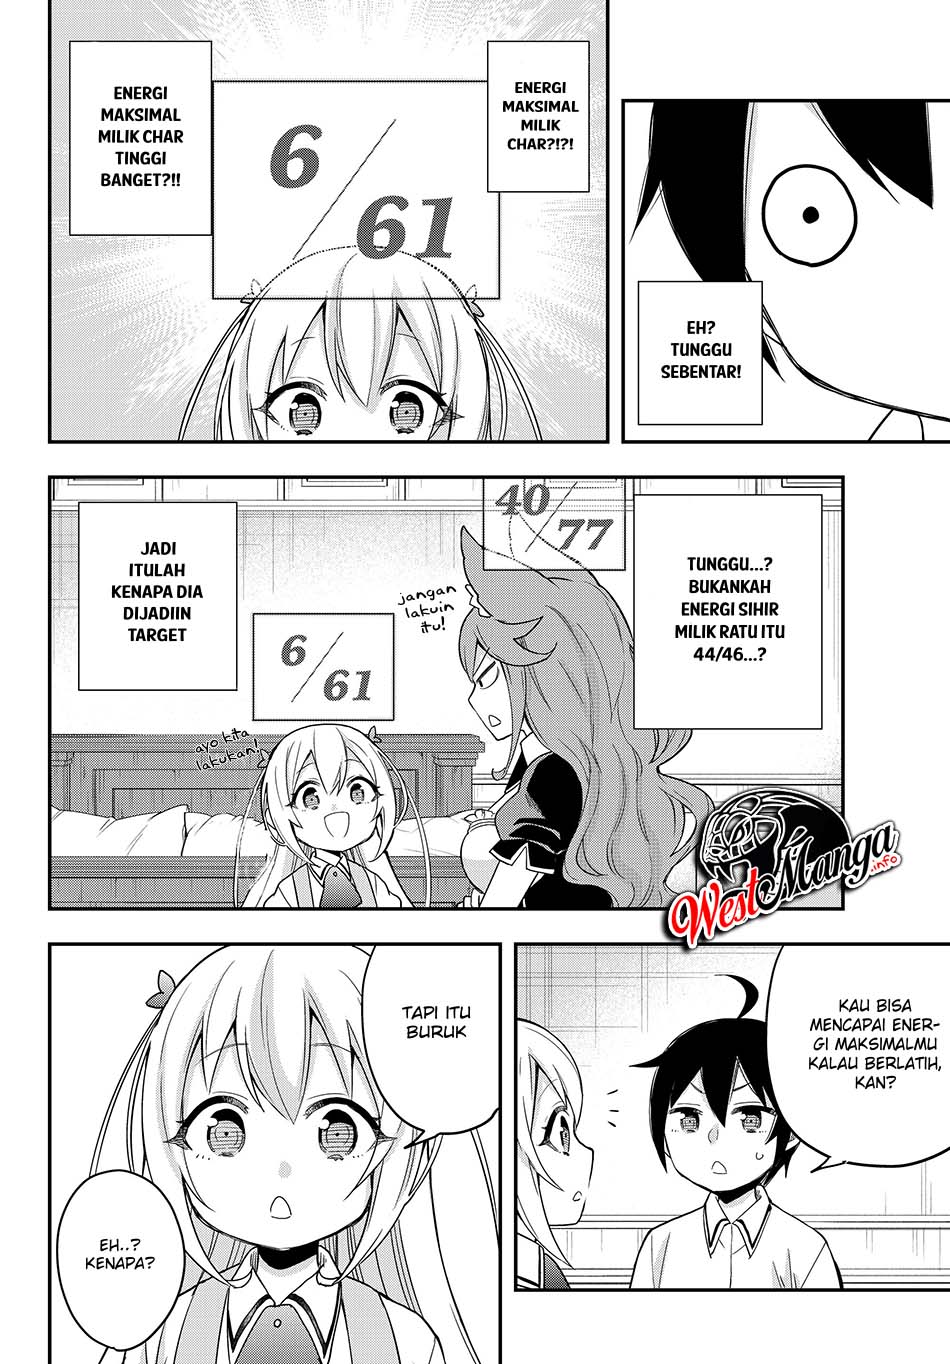 EH?
TUNGGU
SEBENTAR!
ENERGI
MAKSIMAL
MILIK
CHAR?!?!
6
61
ENERGI
MAKSIMAL
MILIK CHAR
TINGGI
BANGET?!!
TUNGGU...?
BUKANKAH
ENERGI SIHIR
MILIK RATU ITU
44/46...?
40
77
jangan
lakuin
itu!
6
61
ayo kita
lakukan!
JADI
ITULAH
KENAPA DIA
DIJADIIN
TARGET
WestManga
.info
KAU BISA
MENCAPAI ENER-
GI MAKSIMALMU
KALAU BERLATIH,
KAN?
TAPI ITU
BURUK
EH..?
KENAPA?